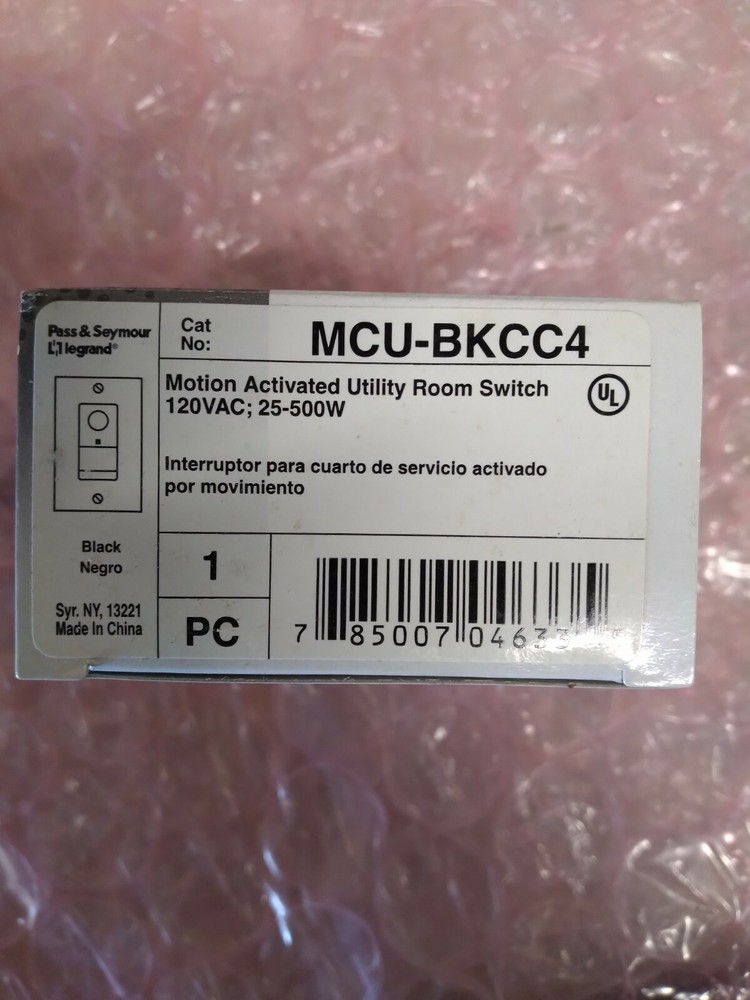 Pass & Seymour
legrand®
Cat
No:
MCU-BKCC4
Motion Activated Utility Room Switch
120VAC; 25-500W
UL
Interruptor para cuarto de servicio activado
por movimiento
Black
Negro
1
PC
Syr. NY, 13221
Made In China
7 85007 0463